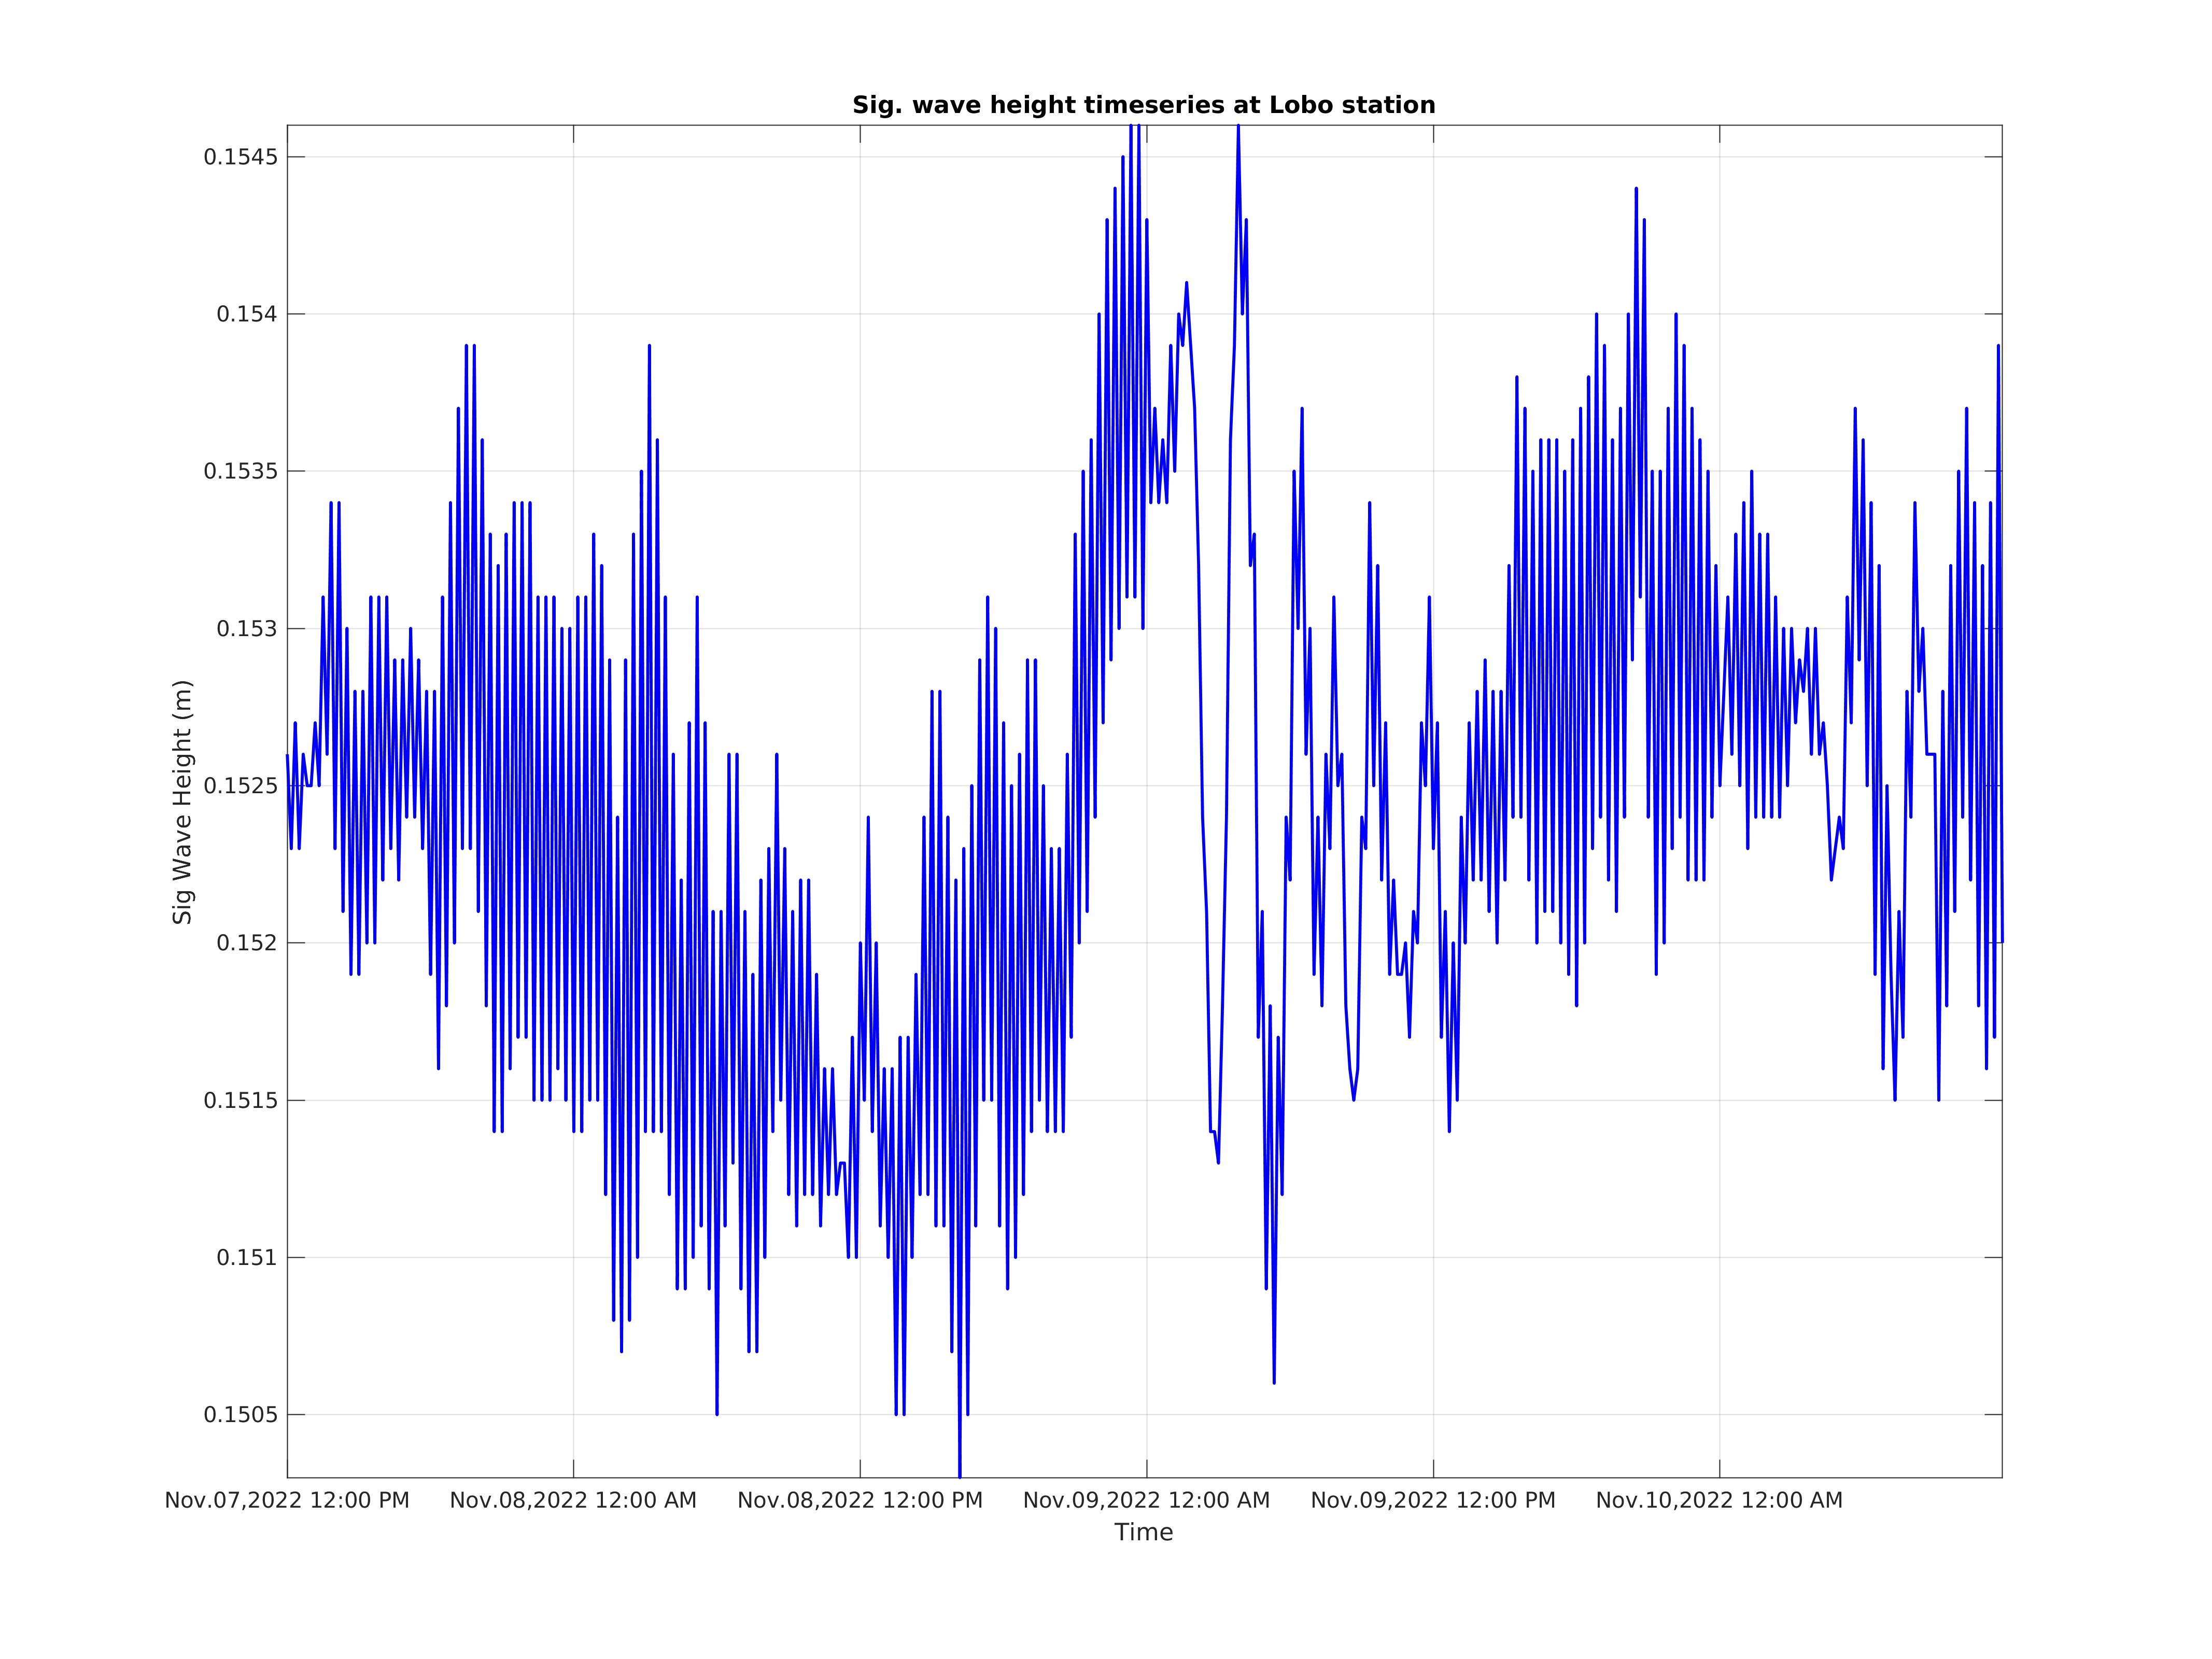 Sig. wave height timeseries at Lobo station
0.1545
0.154
0.1535
0.153
0.1525
0.152
0.1515
0.151
0.1505
Sig Wave Height (m)
Nov.07,2022 12:00 PM Nov.08,2022 12:00 AM Nov.08,2022 12:00 PM Nov.09,2022 12:00 AM Nov.09,2022 12:00 PM Nov.10,2022 12:00 AM
Time